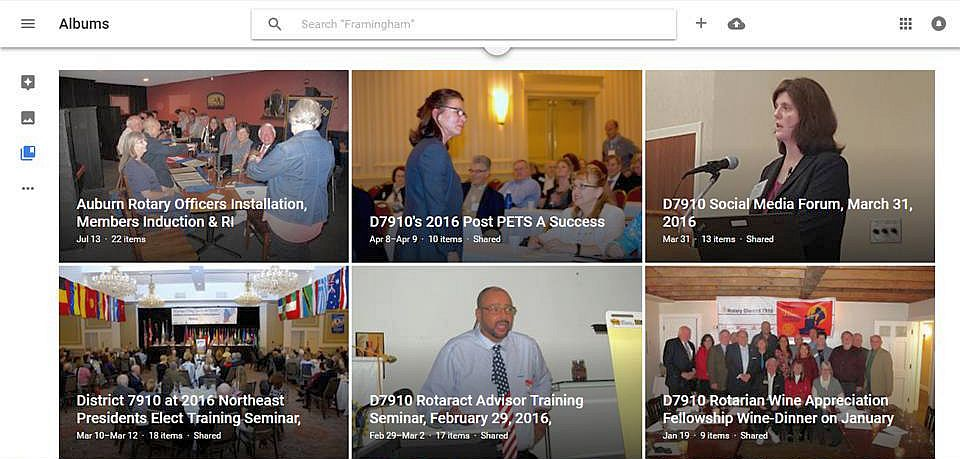 Albums
Search "Framingham"
Auburn Rotary Officers Installation,
Members Induction & RI
Jul 13 · 22 items
D7910's 2016 Post PETS A Success
Apr 8–Apr 9 · 10 items · Shared
D7910 Social Media Forum, March 31,
2016
Mar 31 · 13 items · Shared
District 7910 at 2016 Northeast
Presidents Elect Training Seminar,
Mar 10–Mar 12 · 18 items · Shared
D7910 Rotaract Advisor Training
Seminar, February 29, 2016,
Feb 29–Mar 2 · 17 items · Shared
Rotary District 7910
D7910 Rotarian Wine Appreciation
Fellowship Wine-Dinner on January
Jan 19 · 9 items · Shared